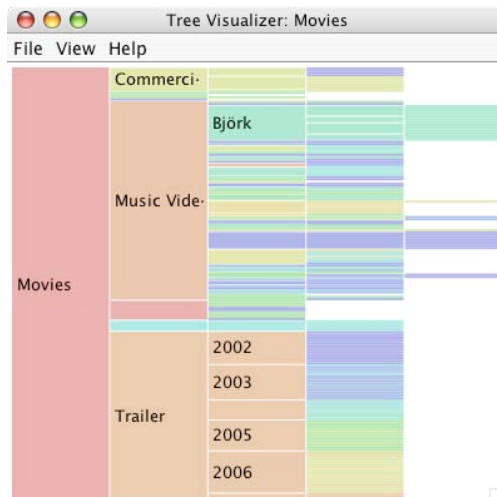 Tree Visualizer: Movies
File View Help
Movies
Commerci·
Music Vide·
Trailer
Björk
2002
2003
2005
2006